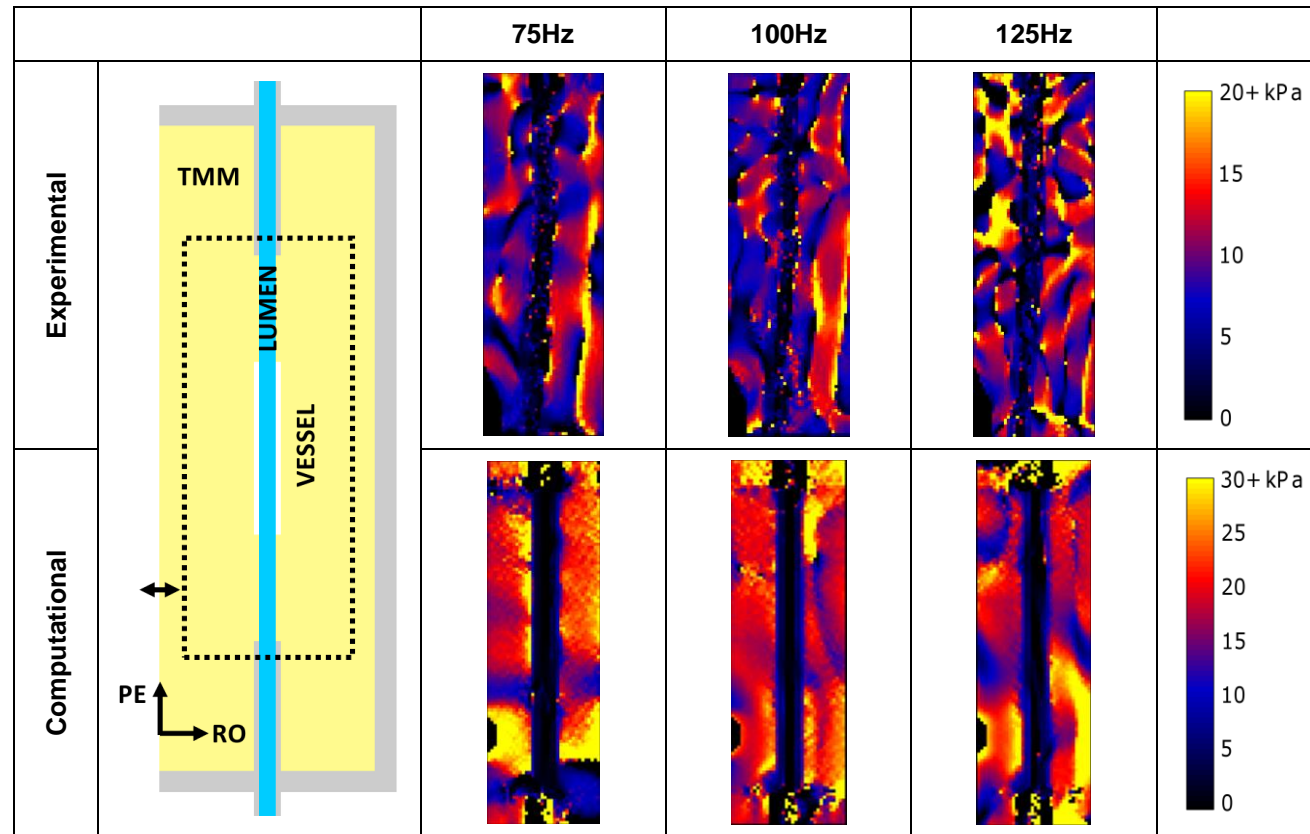 75Hz
100Hz
125Hz
Experimental
TMM
LUMEN
VESSEL
20+ kPa
15
10
5
0
Computational
PE
RO
30+ kPa
25
20
15
10
5
0